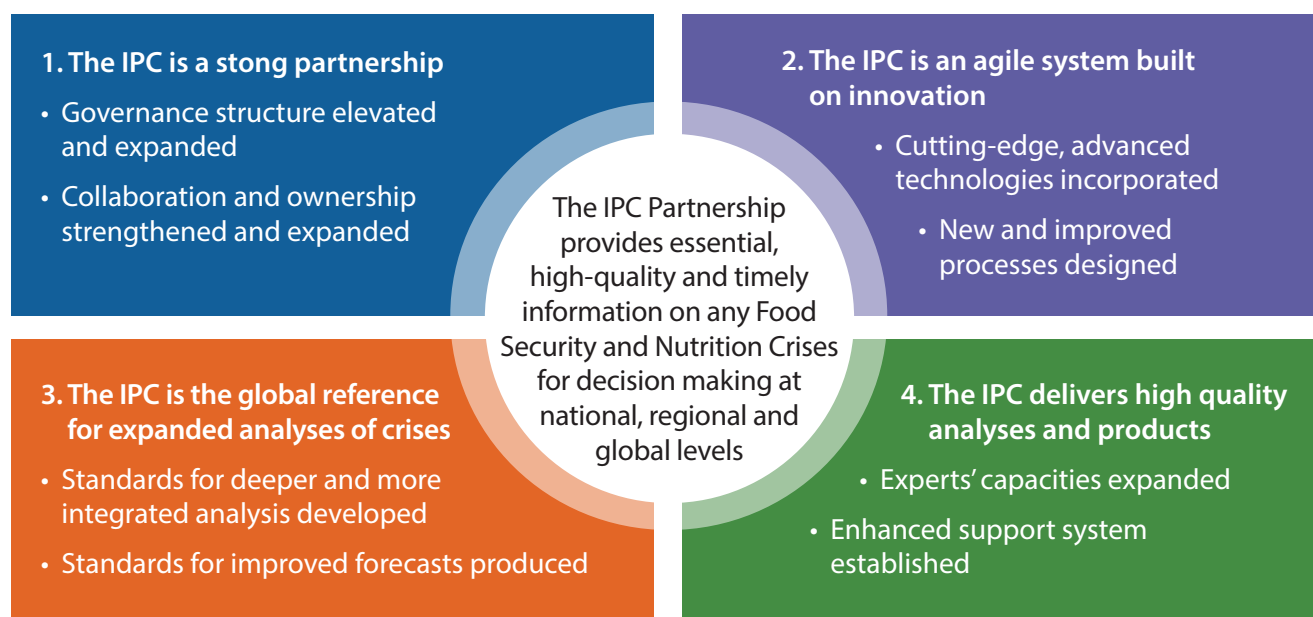 1. The IPC is a stong partnership
• Governance structure elevated
and expanded
• Collaboration and ownership
strengthened and expanded
2. The IPC is an agile system built
on innovation
• Cutting-edge, advanced
technologies incorporated
• New and improved
processes designed
The IPC Partnership
provides essential,
high-quality and timely
information on any Food
Security and Nutrition Crises
for decision making at
national, regional and
global levels
3. The IPC is the global reference
for expanded analyses of crises
• Standards for deeper and more
integrated analysis developed
• Standards for improved forecasts produced
4. The IPC delivers high quality
analyses and products
• Experts’ capacities expanded
• Enhanced support system
established